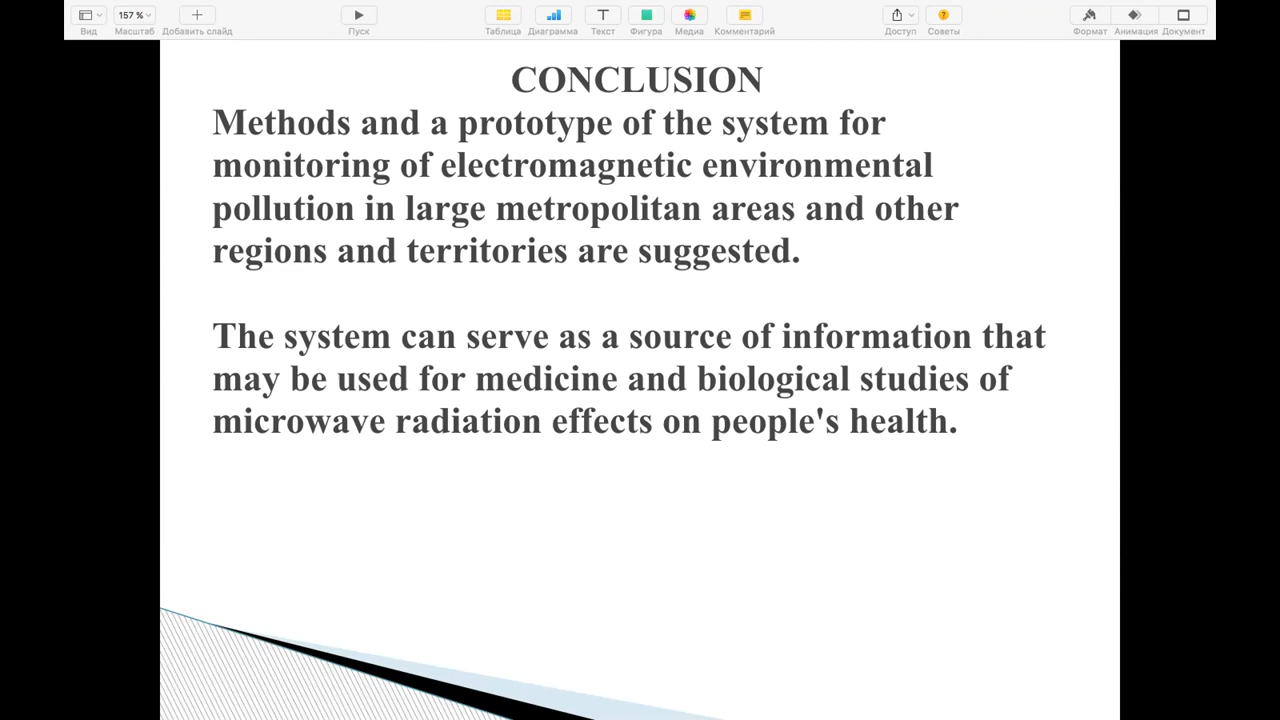 157 %
Вид
Масштаб
Добавить слайд
Пуск
Таблица
Диаграмма
Текст
Фигура
Медиа
Комментарий
Доступ
Советы
Формат
Анимация
Документ
CONCLUSION
Methods and a prototype of the system for
monitoring of electromagnetic environmental
pollution in large metropolitan areas and other
regions and territories are suggested.
The system can serve as a source of information that
may be used for medicine and biological studies of
microwave radiation effects on people's health.